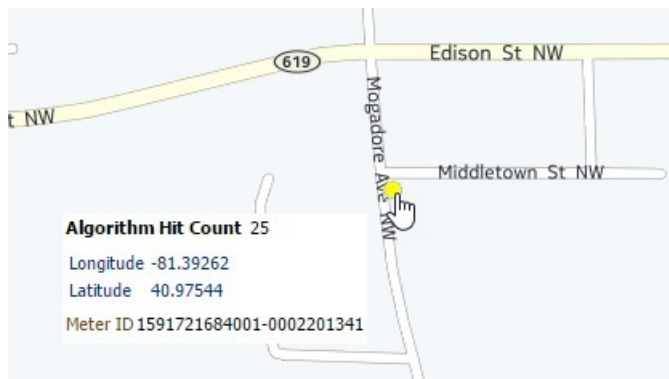 Edison St NW
619
t NW
Mogadore Ave NW
Middletown St NW
Algorithm Hit Count 25
Longitude -81.39262
Latitude 40.97544
Meter ID 1591721684001-0002201341